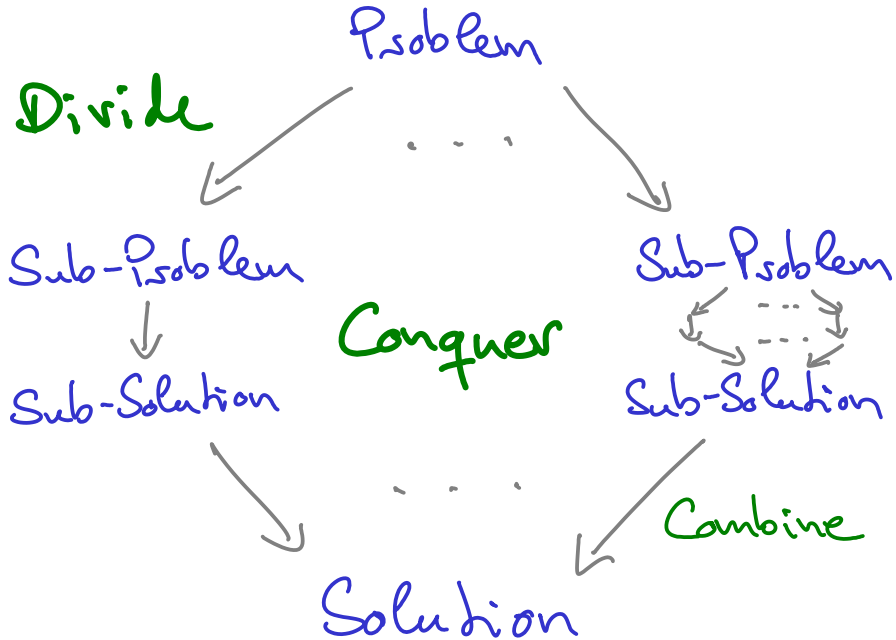 Problem
Divide
Sub-Problem
Sub-Problem
Conquer
Sub-Solution
Sub-Solution
Combine
Solution